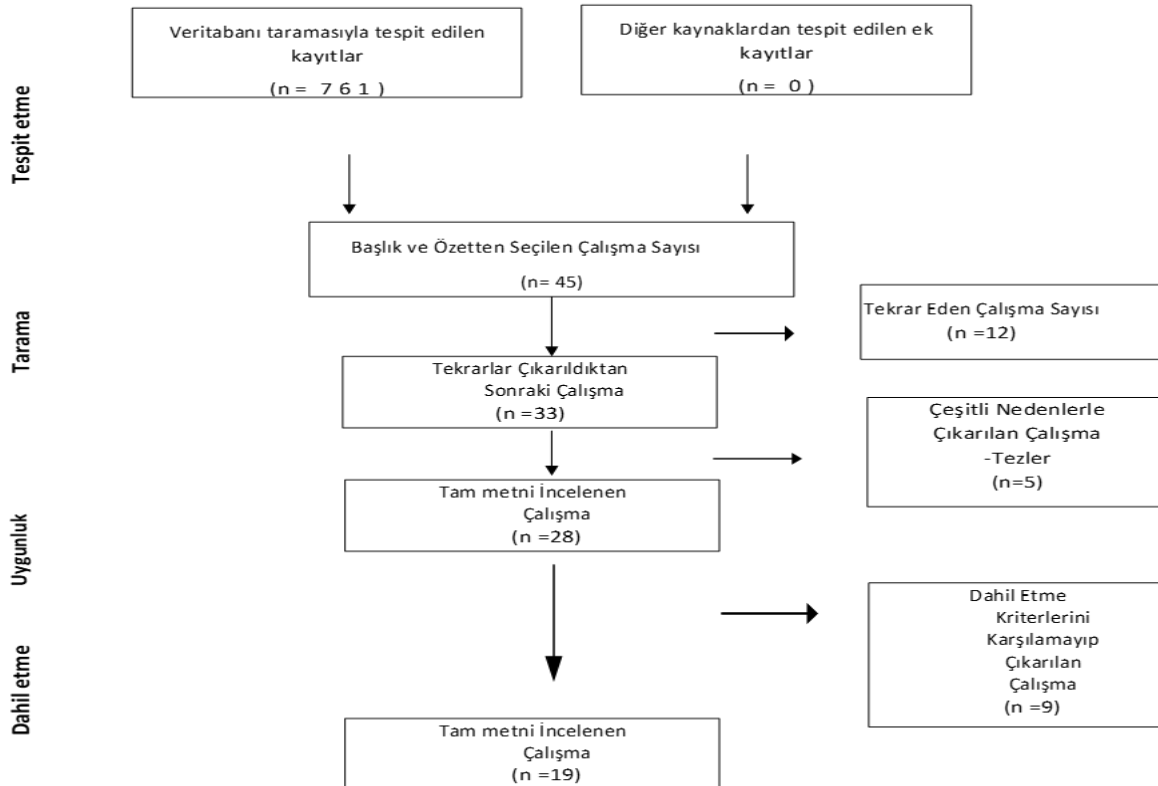 Veritabanı taramasıyla tespit edilen
kayıtlar
(n = 7 6 1 )
Diğer kaynaklardan tespit edilen ek
kayıtlar
(n = 0 )
Tespit etme
Başlık ve Özetten Seçilen Çalışma Sayısı
(n= 45)
Tarama
Tekrar Eden Çalışma Sayısı
(n =12)
Tekrarlar Çıkarıldıktan
Sonraki Çalışma
(n =33)
Çeşitli Nedenlerle
Çıkarılan Çalışma
-Tezler
(n=5)
Uygunluk
Tam metni İncelenen
Çalışma
(n =28)
Dahil Etme
Kriterlerini
Karşılamayıp
Çıkarılan
Çalışma
(n =9)
Dahil etme
Tam metni İncelenen
Çalışma
(n =19)